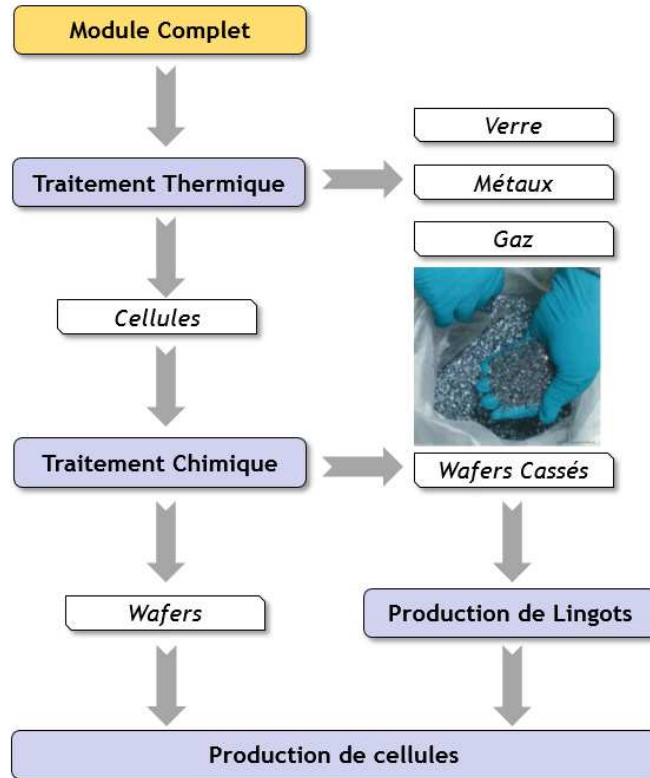 Module Complet
Verre
Traitement Thermique
Métaux
Gaz
Cellules
Traitement Chimique
Wafers Cassés
Wafers
Production de Lingots
Production de cellules